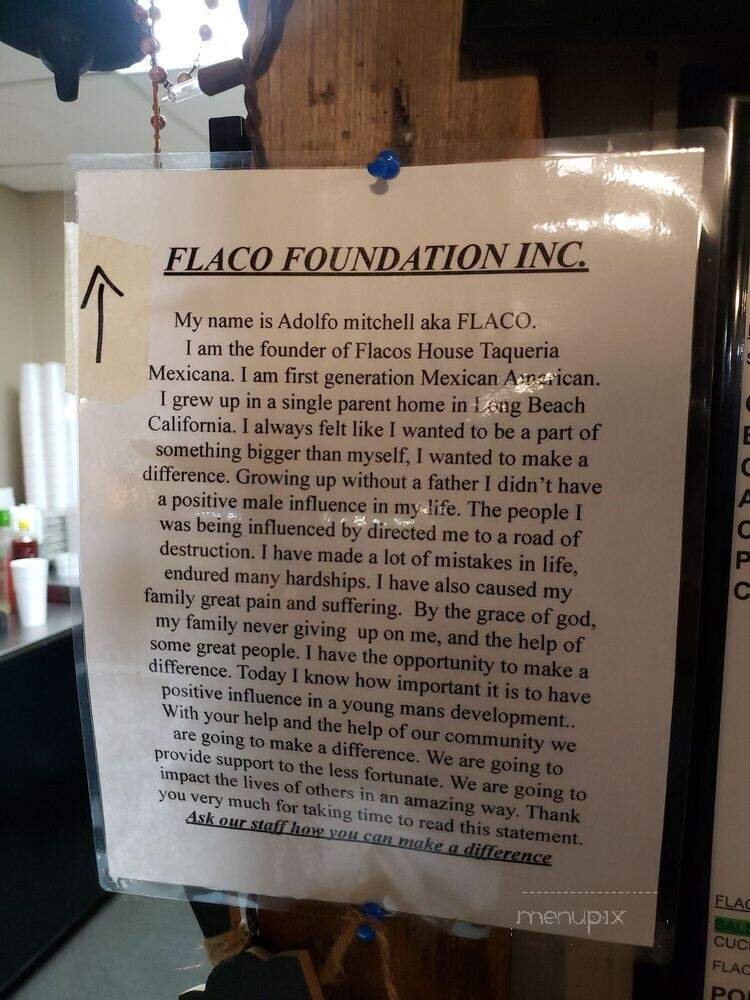 FLACO FOUNDATION INC.
My name is Adolfo mitchell aka FLACO.
I am the founder of Flacos House Taqueria
Mexicana. I am first generation Mexican American.
I grew up in a single parent home in Long Beach
California. I always felt like I wanted to be a part of
something bigger than myself, I wanted to make a
difference. Growing up without a father I didn't have
a positive male influence in my life. The people I
was being influenced by directed me to a road of
destruction. I have made a lot of mistakes in life,
endured many hardships. I have also caused my
family great pain and suffering. By the grace of god,
my family never giving up on me, and the help of
some great people. I have the opportunity to make a
difference. Today I know how important it is to have
positive influence in a young mans development..
With your help and the help of our community we
are going to make a difference. We are going to
provide support to the less fortunate. We are going to
impact the lives of others in an amazing way. Thank
you very much for taking time to read this statement.
Ask our staff how you can make a difference
menupix